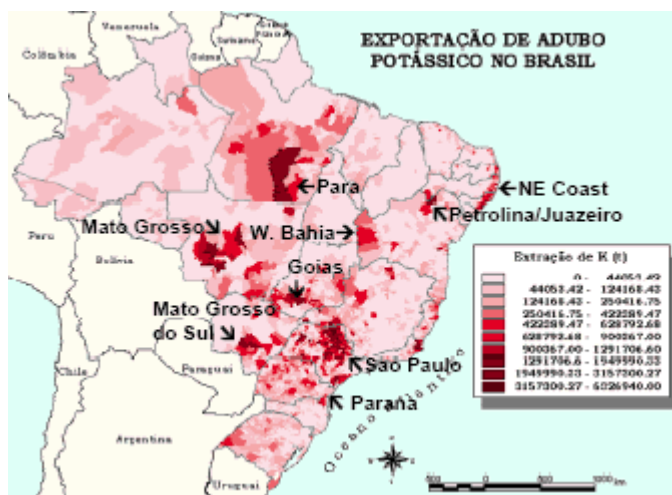 EXPORTAÇÃO DE ADUBO
POTÁSSICO NO BRASIL
Venezuela
Colômbia
Suriname
Guiana
Para
NE Coast
Petrolina/Juazeiro
Mato Grosso
W. Bahia
Peru
Bolivia
Goias
Mato Grosso
do Sul
Sao Paulo
Parana
Paraguai
Chile
Argentina
Uruguai
Oceano Atlântico
Extração de K (t)
0 - 44053.42
44053.42 - 124168.43
124168.43 - 250416.75
250416.75 - 422289.47
422289.47 - 628792.68
628792.68 - 900367.00
900367.00 - 1291706.60
1291706.6 - 1949990.33
1949990.33 - 3157300.27
3157300.27 - 6326940.00
500 0 500 1000 km